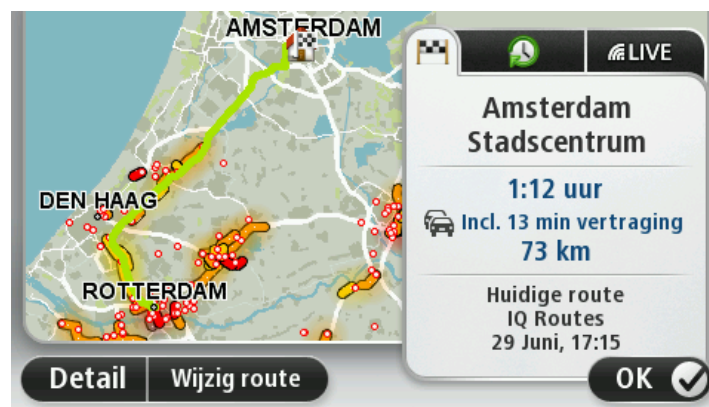 AMSTERDAM
DEN HAAG
ROTTERDAM
LIVE
Amsterdam
Stadscentrum
1:12 uur
Incl. 13 min vertraging
73 km
Huidige route
IQ Routes
29 Juni, 17:15
Detail
Wijzig route
OK